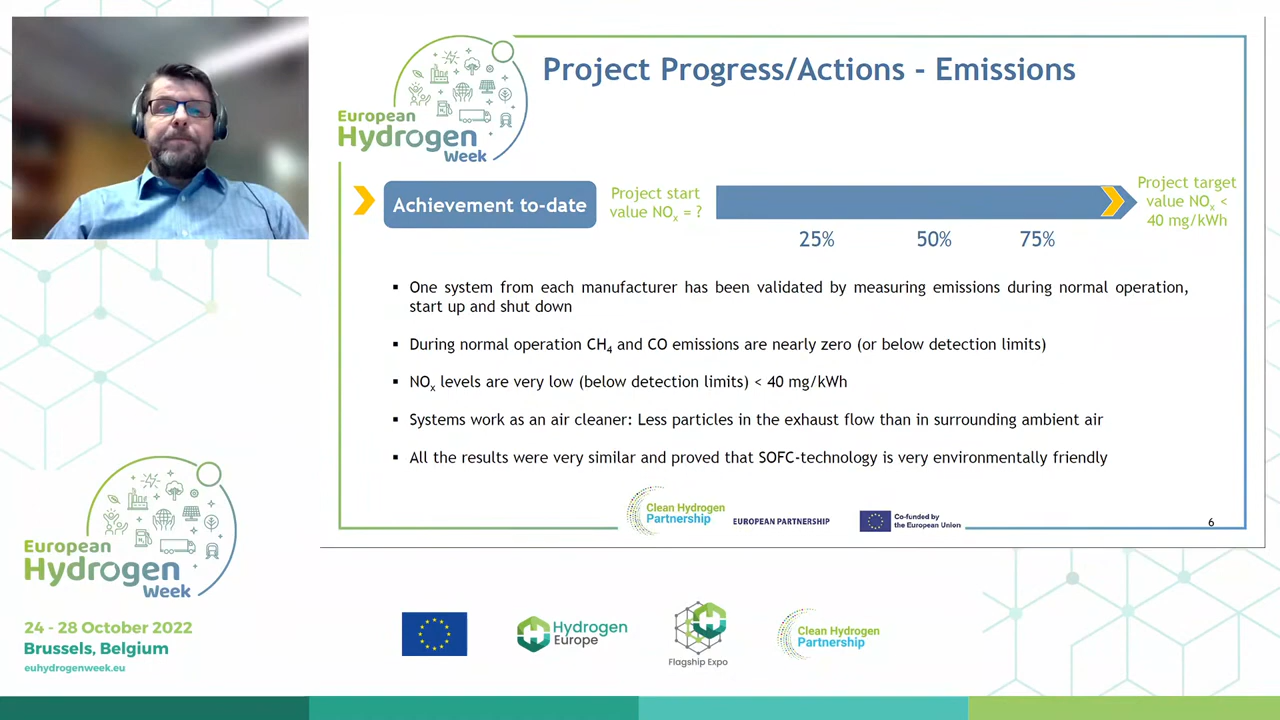 Project Progress/Actions - Emissions
European
Hydrogen
Week
Achievement to-date
Project start
value NOx = ?
Project target
value NOx <
40 mg/kWh
25%
50%
75%
▪ One system from each manufacturer has been validated by measuring emissions during normal operation,
start up and shut down
▪ During normal operation CH4 and CO emissions are nearly zero (or below detection limits)
▪ NOx levels are very low (below detection limits) < 40 mg/kWh
▪ Systems work as an air cleaner: Less particles in the exhaust flow than in surrounding ambient air
▪ All the results were very similar and proved that SOFC-technology is very environmentally friendly
Clean Hydrogen
Partnership
EUROPEAN PARTNERSHIP
Co-funded by
the European Union
6
European
Hydrogen
Week
24 - 28 October 2022
Brussels, Belgium
euhydrogenweek.eu
Hydrogen
Europe
Flagship Expo
Clean Hydrogen
Partnership